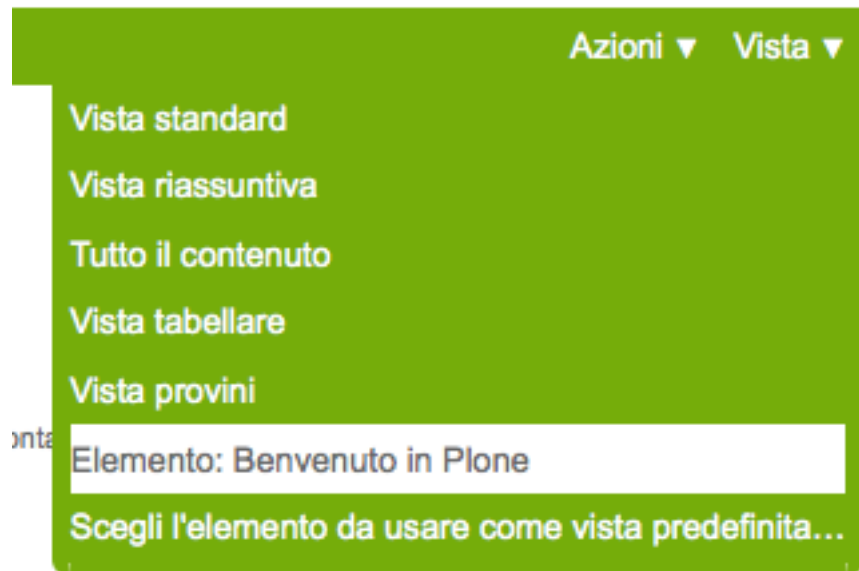 Azioni ▼ Vista ▼
Vista standard
Vista riassuntiva
Tutto il contenuto
Vista tabellare
Vista provini
Elemento: Benvenuto in Plone
Scegli l'elemento da usare come vista predefinita...